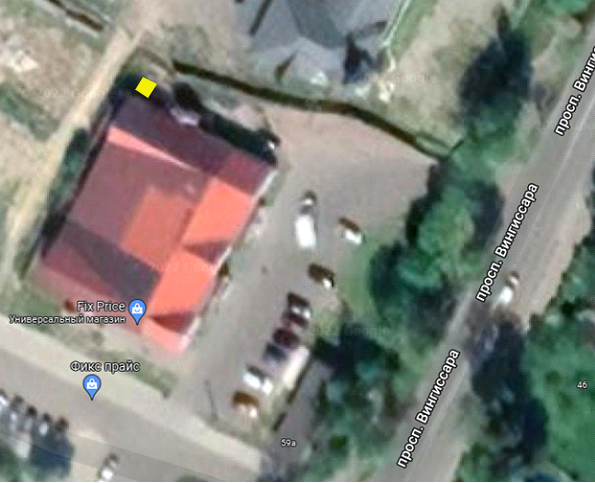 просп. Вингиссара
просп. Вингиссара
Fix Price
Универсальный магазин
Фикс прайс
просп. Вингиссара
46
59а